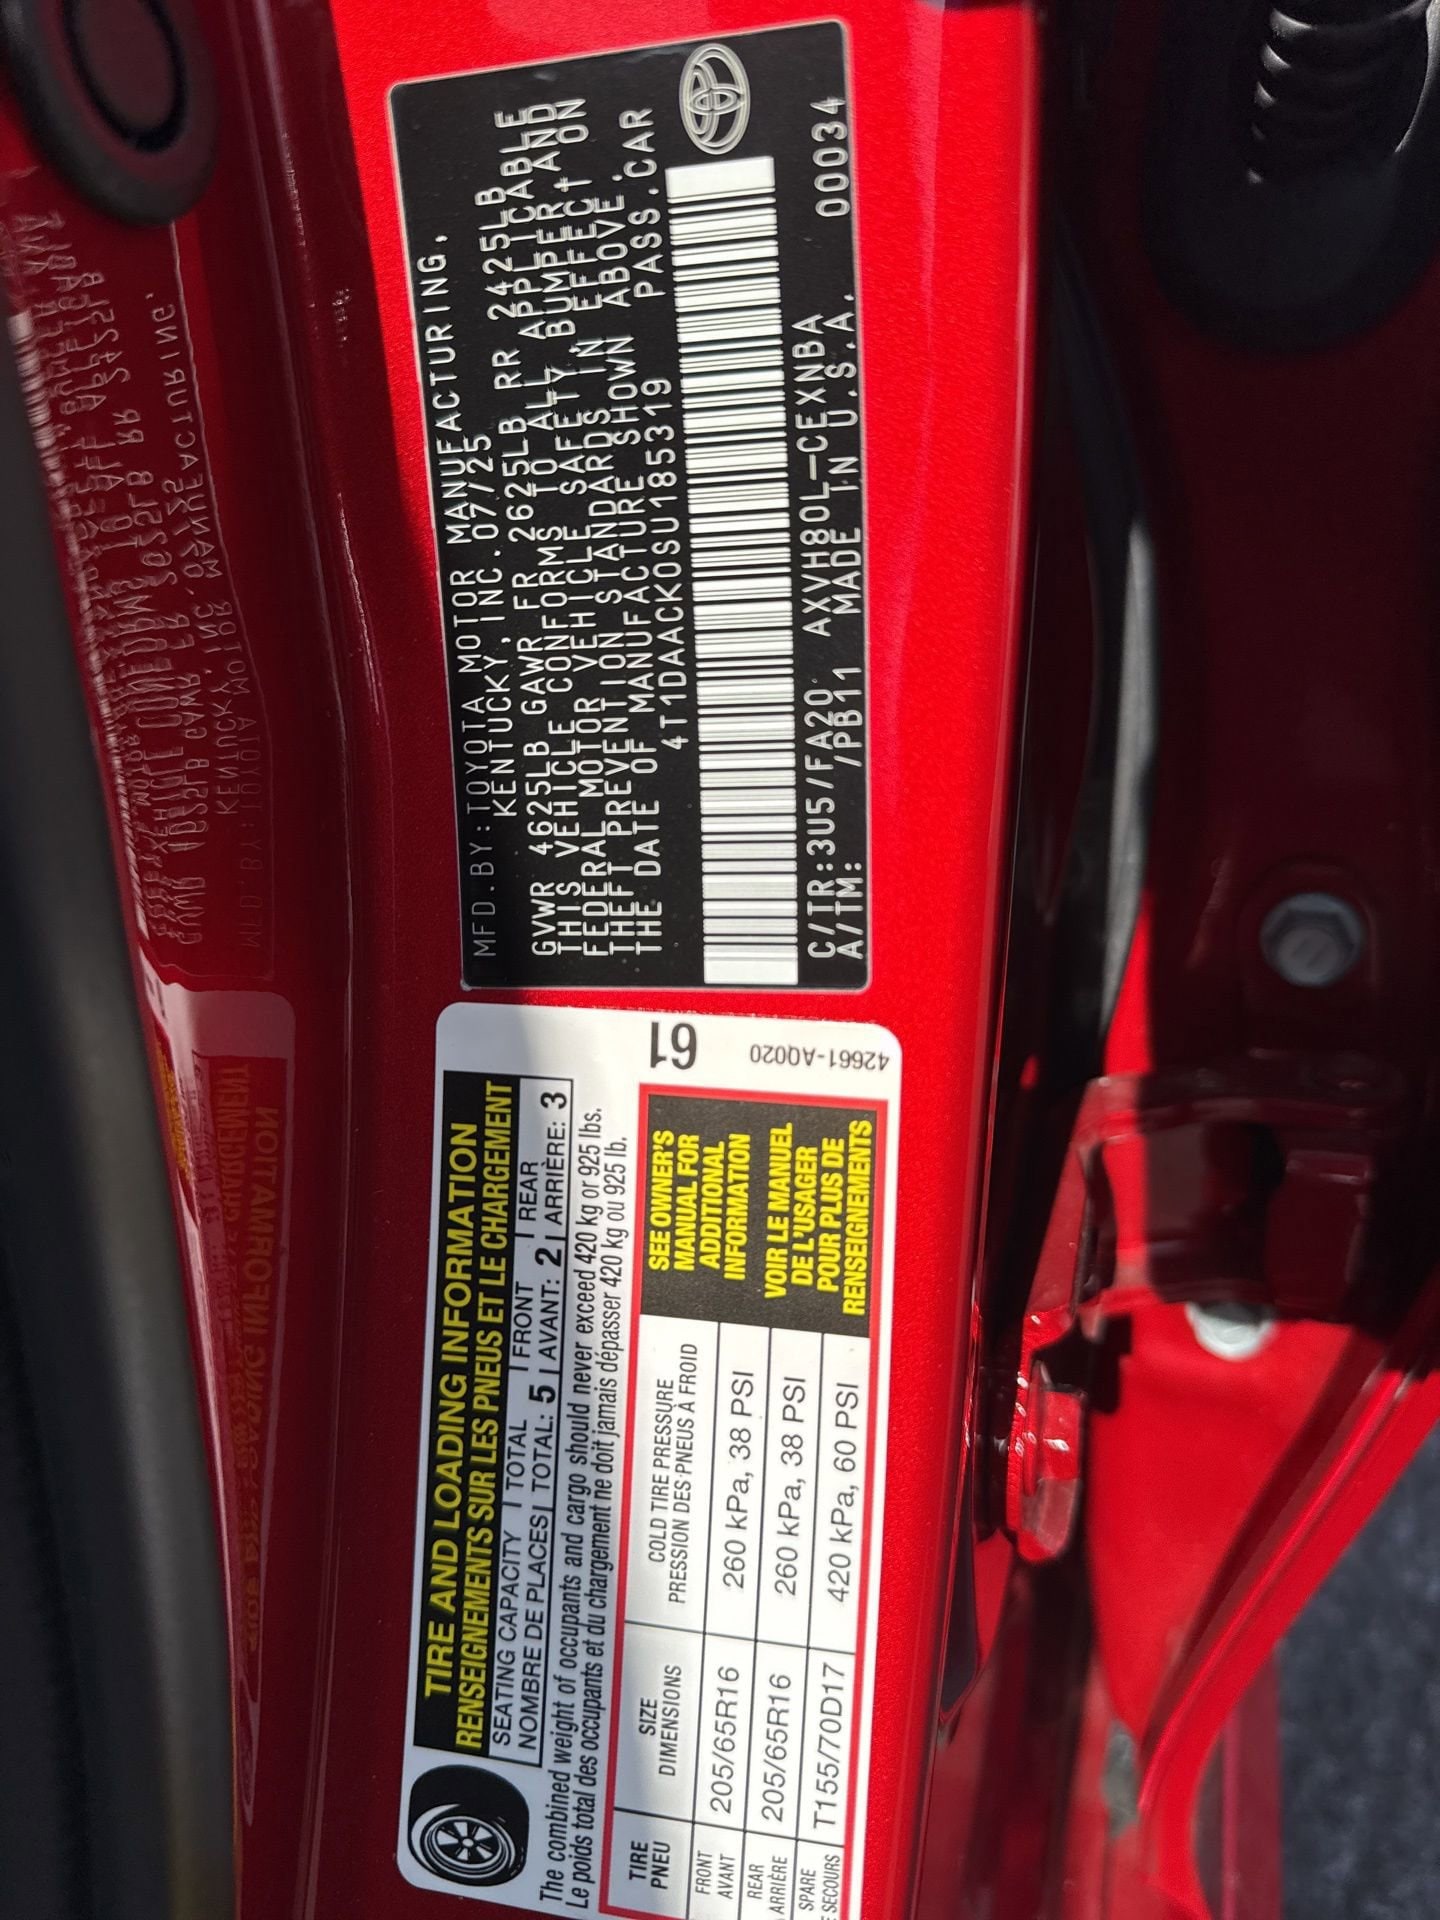 MFD.BY:TOYOTA MOTOR MANUFACTURING,
KENTUCKY, INC. 07/25
GVWR 4625LB GAWR FR 2625LB RR 2425LB
THIS VEHICLE CONFORMS TO ALL APPLICABLE
FEDERAL MOTOR VEHICLE SAFETY, BUMPER, AND
THEFT PREVENTION STANDARDS IN EFFECT ON
THE DATE OF MANUFACTURE SHOWN ABOVE.
4T1DAACK0SU185319 PASS.CAR
C/TR:3U5/FA20 AXVH80L-CEXNBA
A/TM: /PB11 MADE IN U.S.A. 00034
TIRE AND LOADING INFORMATION
RENSEIGNEMENTS SUR LES PNEUS ET LE CHARGEMENT
SEATING CAPACITY | TOTAL | FRONT | REAR
NOMBRE DE PLACES | TOTAL: 5 | AVANT: 2 | ARRIÈRE: 3
The combined weight of occupants and cargo should never exceed 420 kg or 925 lbs.
Le poids total des occupants et du chargement ne doit jamais dépasser 420 kg ou 925 lb.
61
42661-AQ020
TIRE SIZE COLD TIRE PRESSURE
PNEU DIMENSIONS PRESSION DES PNEUS À FROID
FRONT
AVANT 205/65R16 260 kPa, 38 PSI
REAR
ARRIÈRE 205/65R16 260 kPa, 38 PSI
SPARE
SECOURS T155/70D17 420 kPa, 60 PSI
SEE OWNER'S
MANUAL FOR
ADDITIONAL
INFORMATION
VOIR LE MANUEL
DE L'USAGER
POUR PLUS DE
RENSEIGNEMENTS